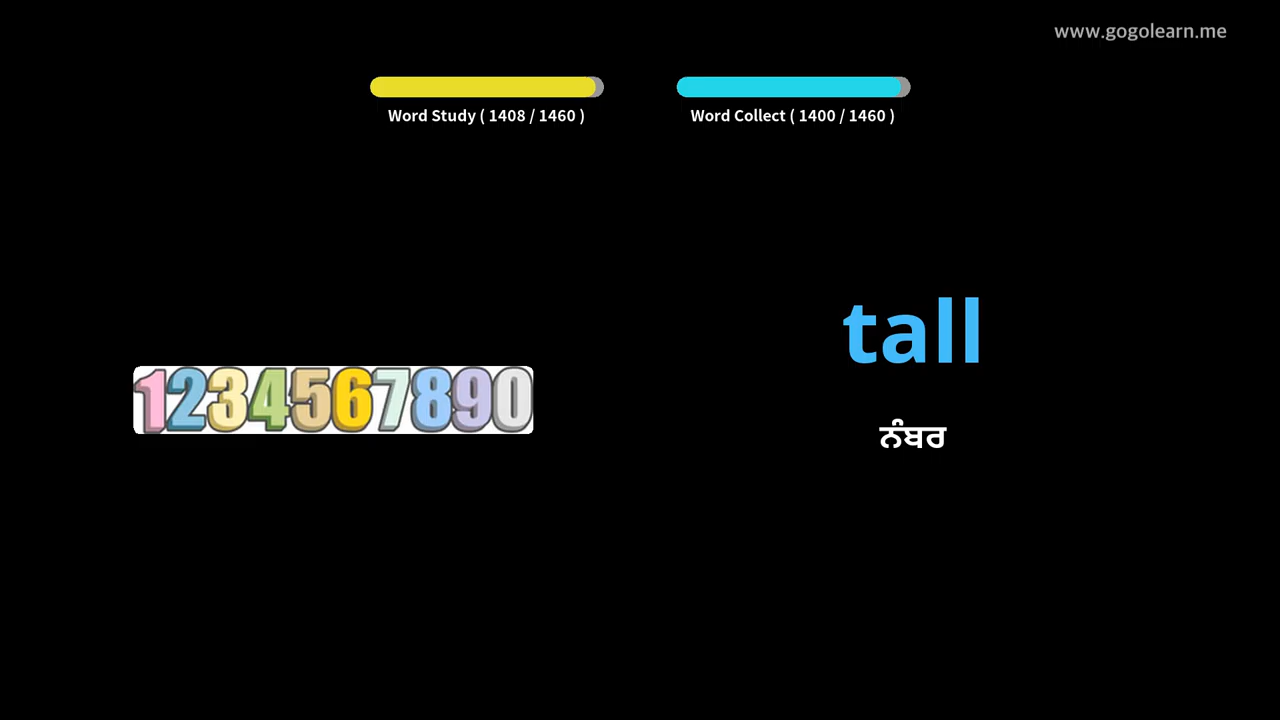 www.gogolearn.me
Word Study ( 1408 / 1460 )
Word Collect ( 1400 / 1460 )
tall
1234567890
ਨੰਬਰ